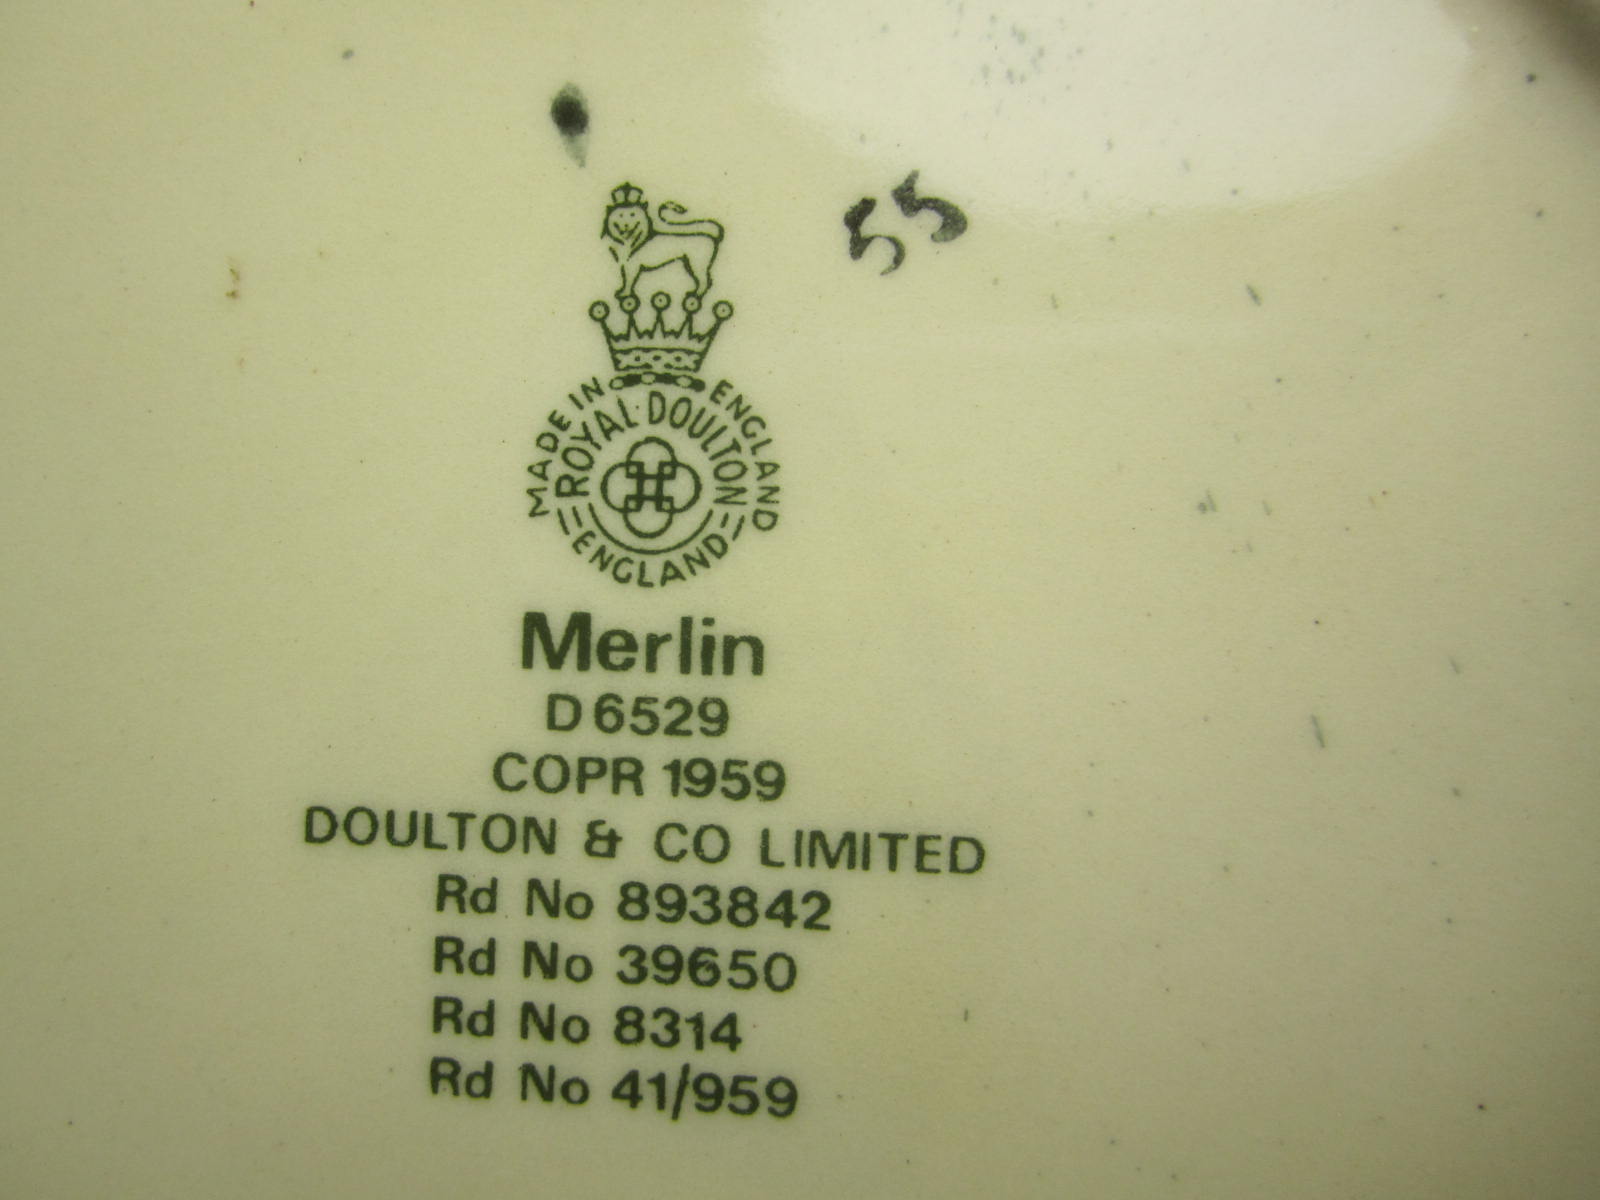 55
MADE IN ENGLAND
ROYAL DOULTON
ENGLAND
Merlin
D 6529
COPR 1959
DOULTON & CO LIMITED
Rd No 893842
Rd No 39650
Rd No 8314
Rd No 41/959